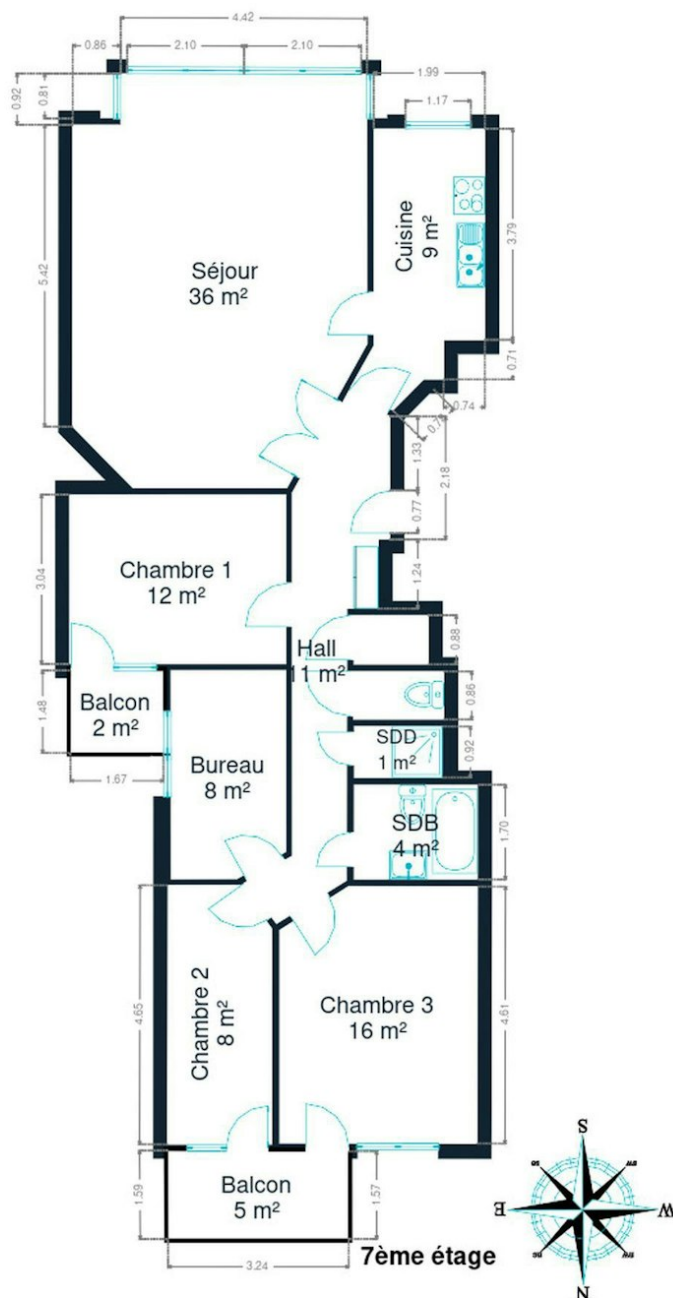 4.42
0.86
2.10
2.10
1.99
0.92
0.81
1.17
Cuisine
9 m²
3.79
Séjour
36 m²
5.42
0.71
0.74
1.33
2.18
0.77
3.04
Chambre 1
12 m²
1.24
Hall
11 m²
0.88
Balcon
2 m²
1.48
0.86
SDD
1 m²
0.92
1.67
Bureau
8 m²
SDB
4 m²
1.70
4.65
Chambre 2
8 m²
Chambre 3
16 m²
4.61
1.59
Balcon
5 m²
1.57
3.24
7ème étage
S
E
W
N